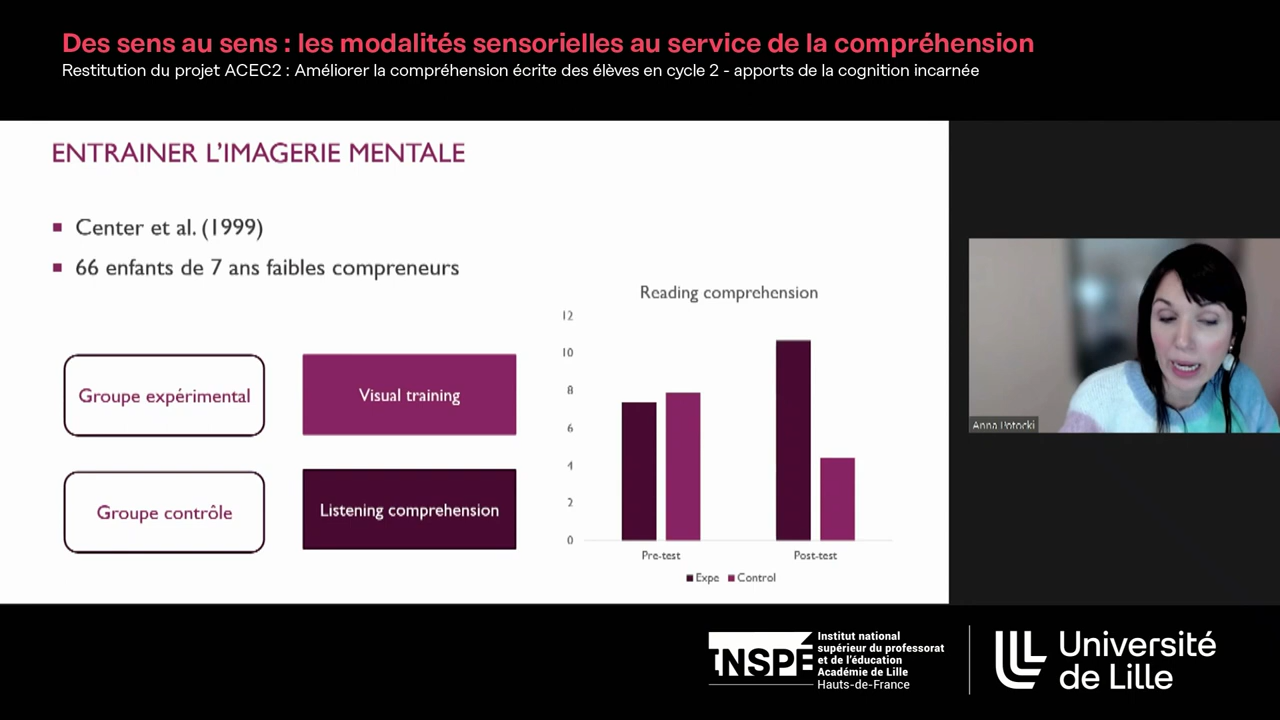 Des sens au sens : les modalités sensorielles au service de la compréhension
Restitution du projet ACEC2 : Améliorer la compréhension écrite des élèves en cycle 2 - apports de la cognition incarnée
ENTRAINER L'IMAGERIE MENTALE
Center et al. (1999)
66 enfants de 7 ans faibles compreneurs
Groupe expérimental
Visual training
Groupe contrôle
Listening comprehension
Reading comprehension
12
10
8
6
4
2
0
Pre-test
Post-test
Expe
Control
Anna Potocki
INSPÉ
Institut national
supérieur du professorat
et de l'éducation
Académie de Lille
Hauts-de-France
Université
de Lille